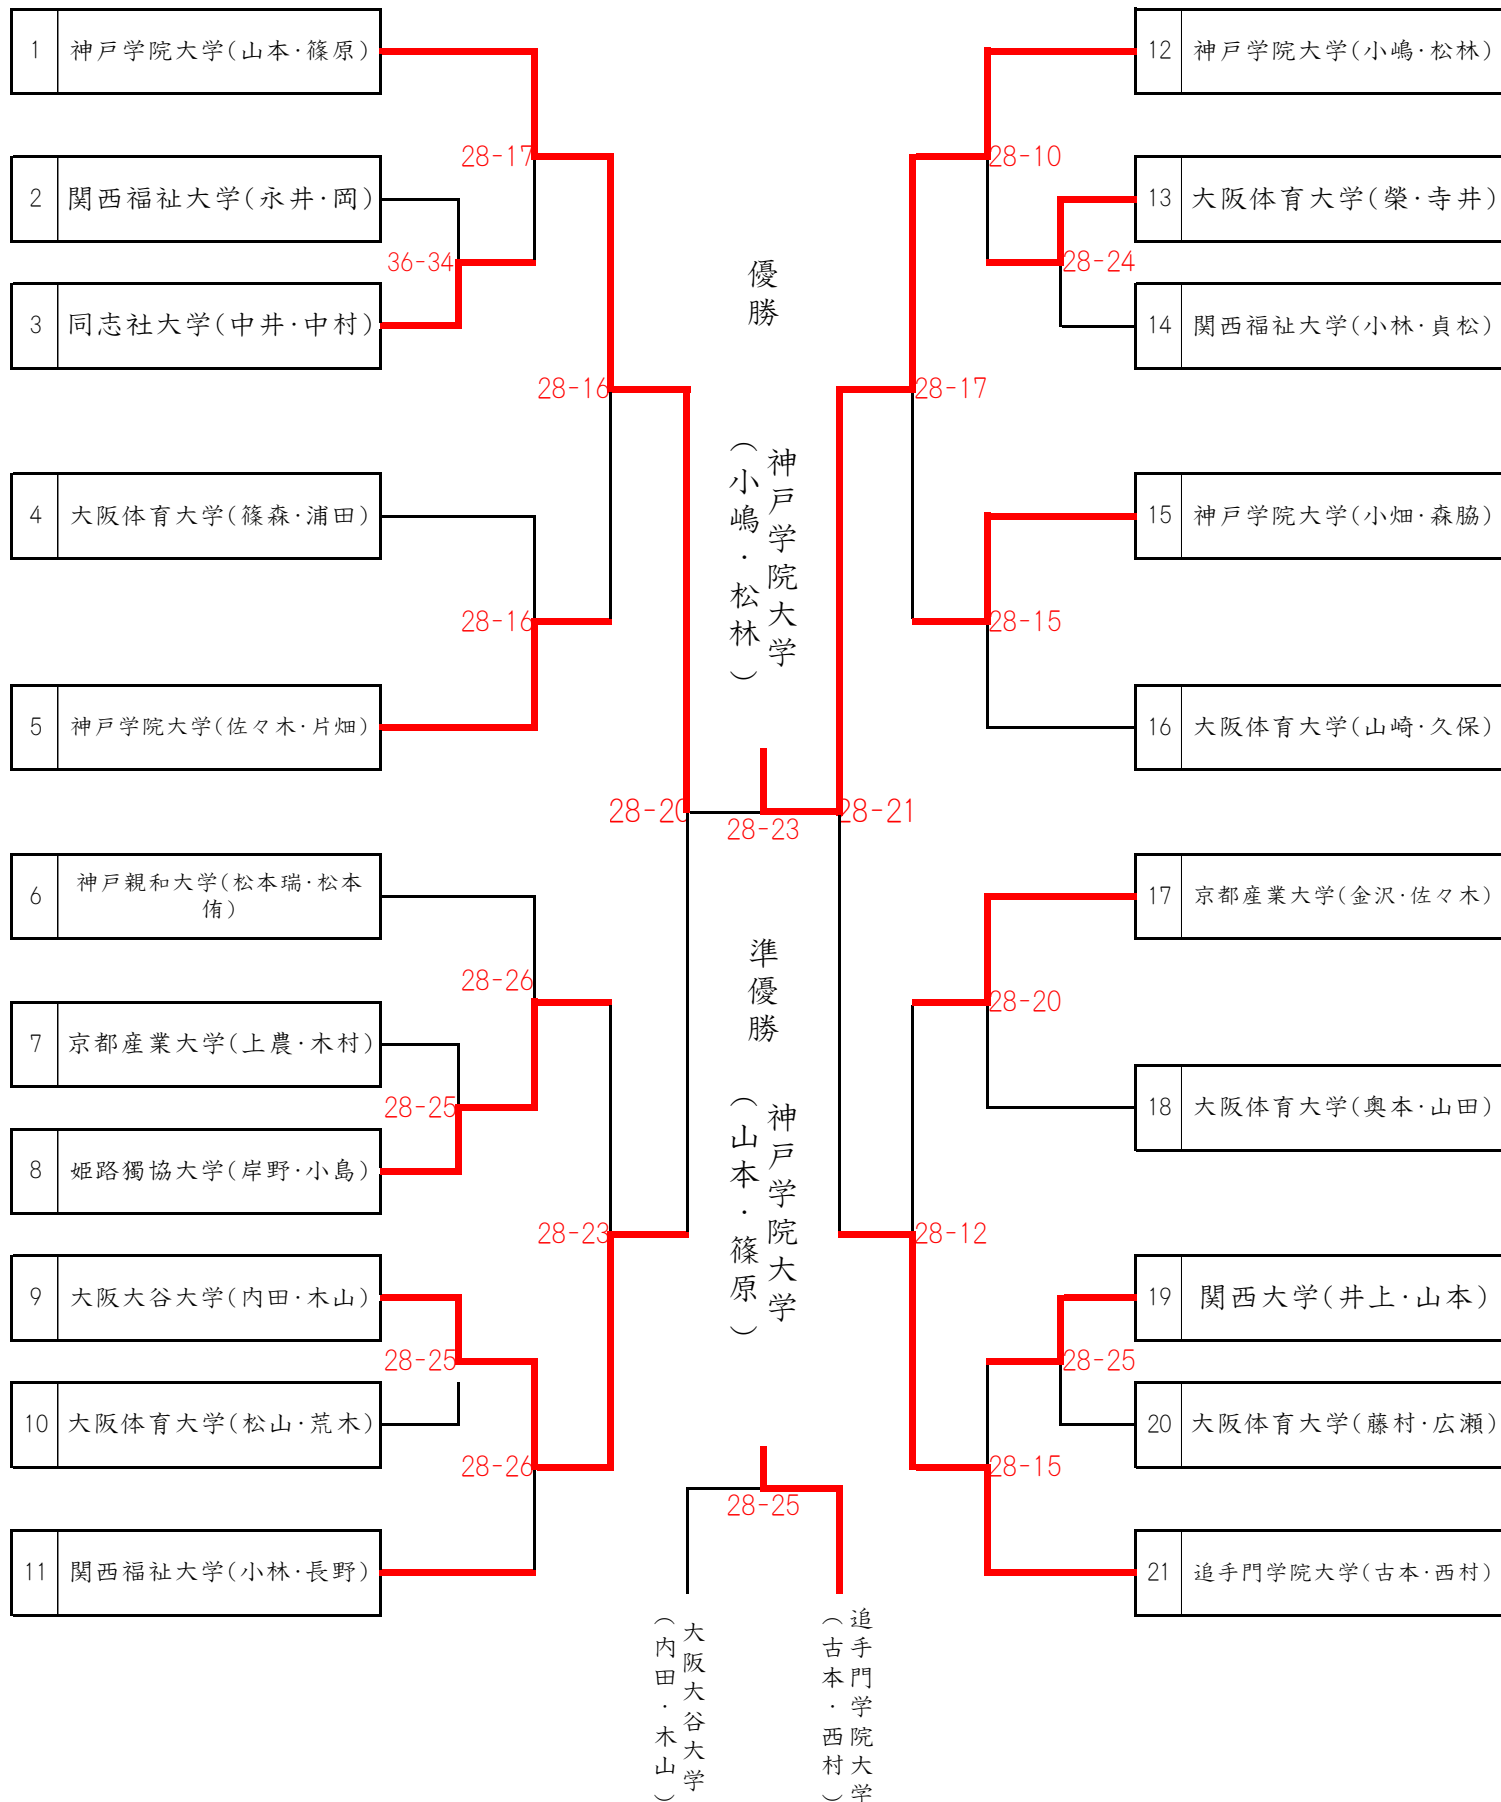 1 神戸学院大学(山本・篠原)
28-17
2 関西福祉大学(永井・岡)
36-34
3 同志社大学(中井・中村)
28-16
4 大阪体育大学(篠森・浦田)
28-16
5 神戸学院大学(佐々木・片畑)
28-20
6 神戸親和大学(松本瑞・松本
侑)
28-26
7 京都産業大学(上農・木村)
28-25
8 姫路獨協大学(岸野・小島)
28-23
9 大阪大谷大学(内田・木山)
28-25
10 大阪体育大学(松山・荒木)
28-26
11 関西福祉大学(小林・長野)
優勝
神戸学院大学
(小嶋・松林)
28-23
準優勝
神戸学院大学
(山本・篠原)
28-25
大阪大谷大学
(内田・木山)
追手門学院大学
(古本・西村)
12 神戸学院大学(小嶋・松林)
28-10
13 大阪体育大学(榮・寺井)
28-24
14 関西福祉大学(小林・貞松)
28-17
15 神戸学院大学(小畑・森脇)
28-15
16 大阪体育大学(山崎・久保)
28-21
17 京都産業大学(金沢・佐々木)
28-20
18 大阪体育大学(奥本・山田)
28-12
19 関西大学(井上・山本)
28-25
20 大阪体育大学(藤村・広瀬)
28-15
21 追手門学院大学(古本・西村)